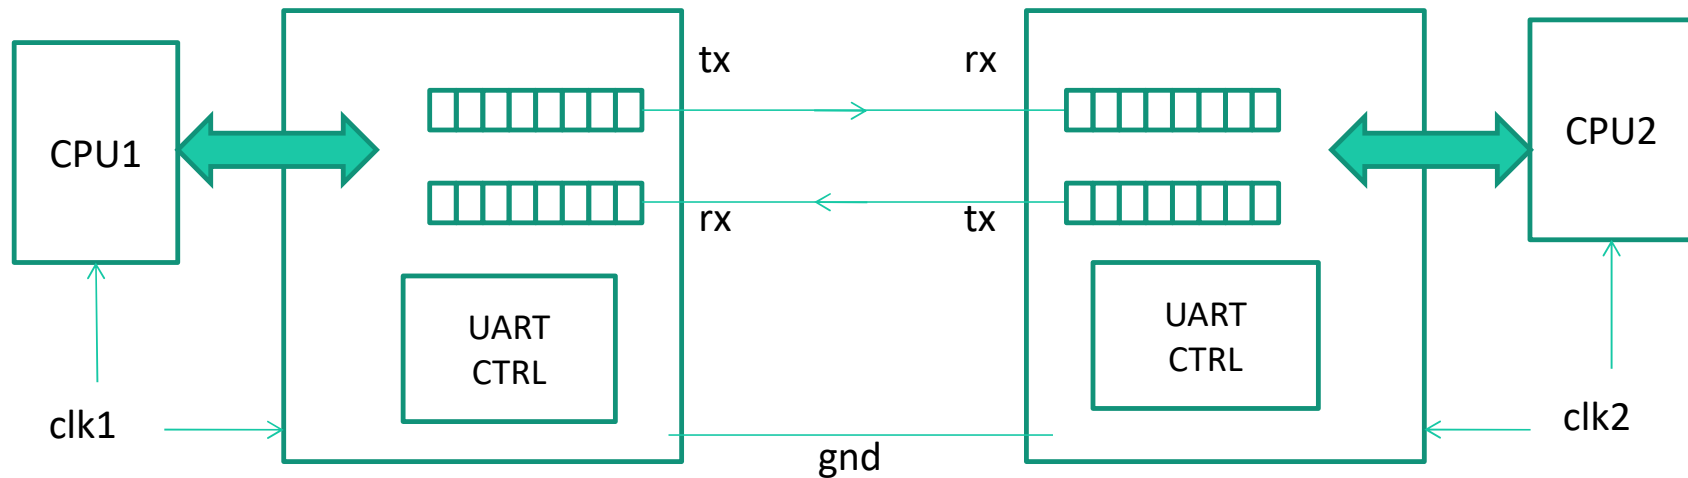 tx
rx
CPU1
CPU2
rx
tx
UART
CTRL
UART
CTRL
clk1
clk2
gnd